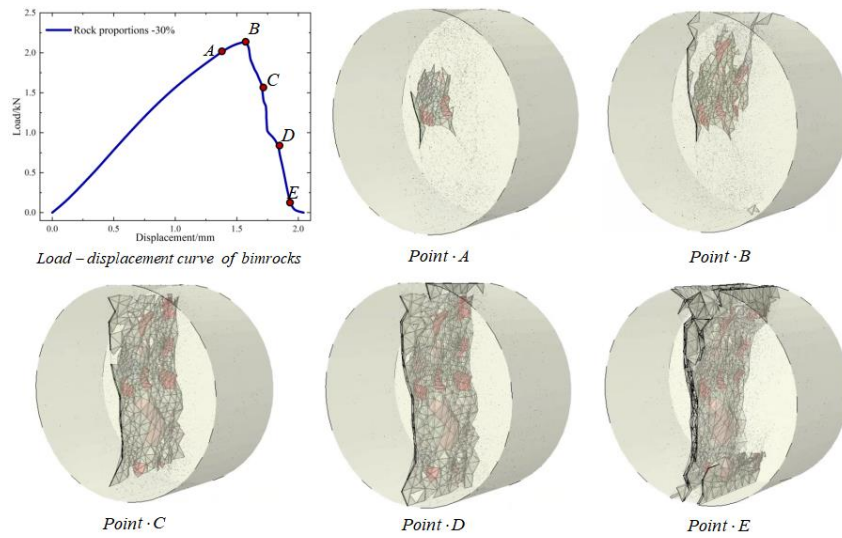 2.5
2.0
1.5
1.0
0.5
0.0
Load/kN
Rock proportions -30%
A
B
C
D
E
0.0 0.5 1.0 1.5 2.0
Displacement/mm
Load – displacement curve of bimrocks
Point · A
Point · B
Point · C
Point · D
Point · E